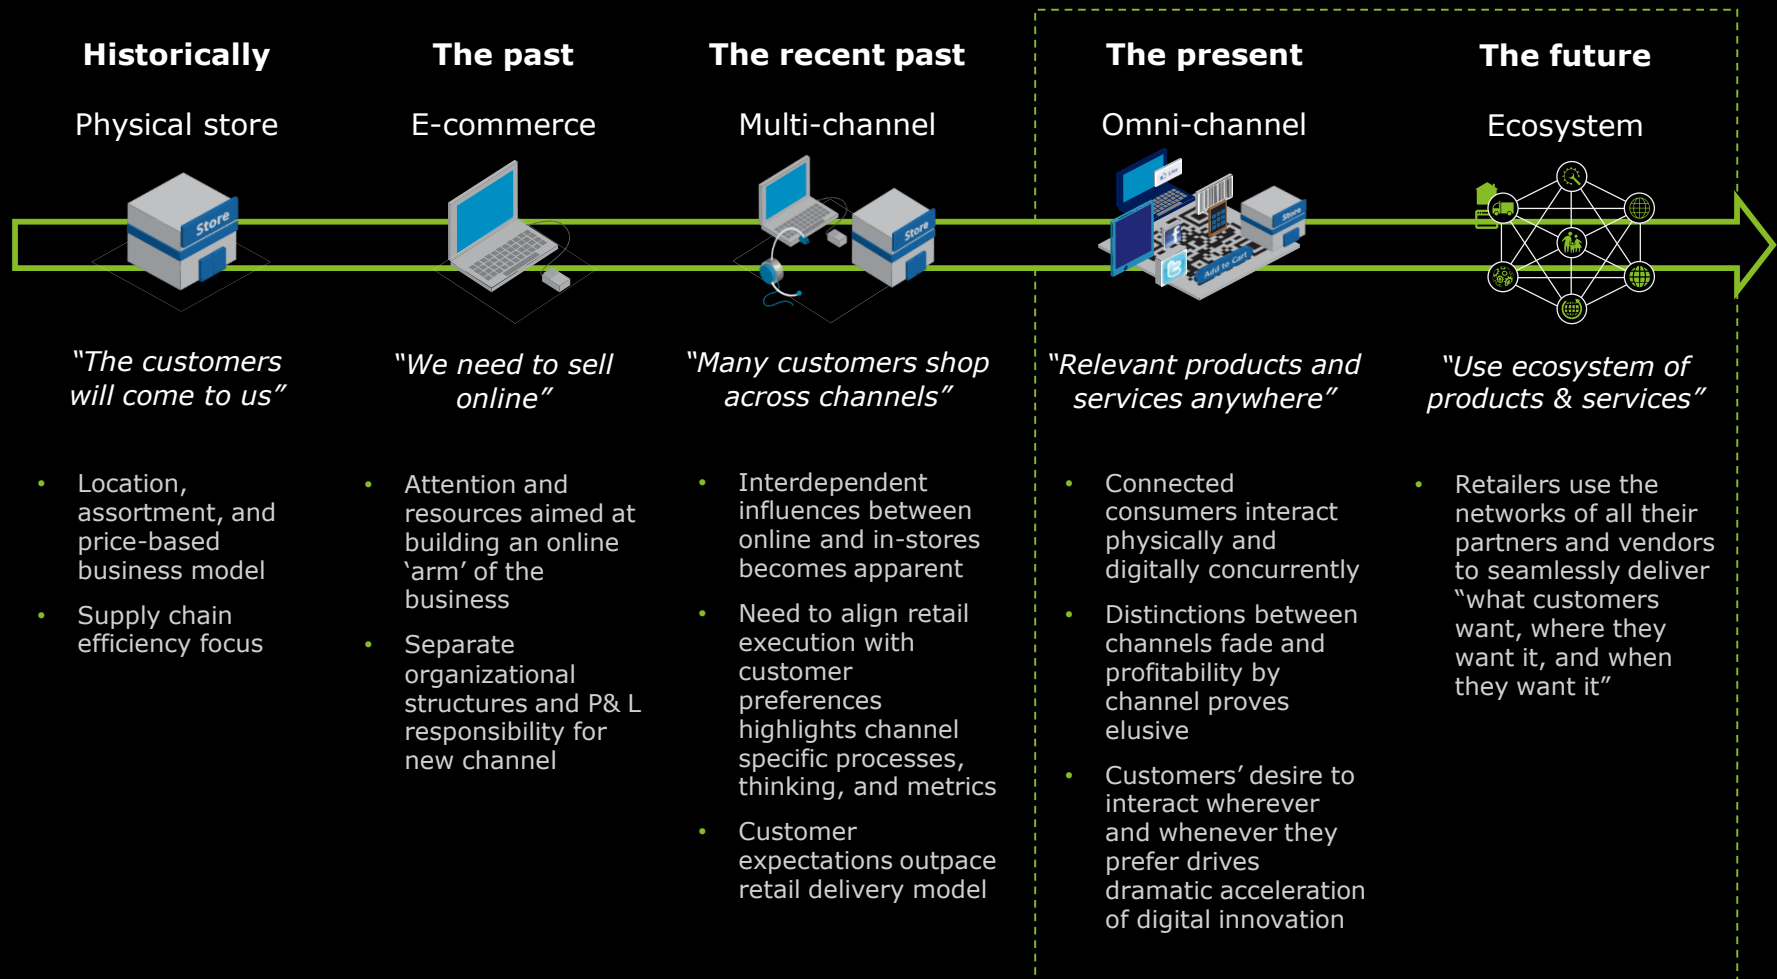 Historically
Physical store
Store
“The customers
will come to us”
• Location,
assortment, and
price-based
business model
• Supply chain
efficiency focus
The past
E-commerce
“We need to sell
online”
• Attention and
resources aimed at
building an online
‘arm’ of the
business
• Separate
organizational
structures and P& L
responsibility for
new channel
The recent past
Multi-channel
Store
“Many customers shop
across channels”
• Interdependent
influences between
online and in-stores
becomes apparent
• Need to align retail
execution with
customer
preferences
highlights channel
specific processes,
thinking, and metrics
• Customer
expectations outpace
retail delivery model
The present
Omni-channel
Like
Store
f
Add to Cart
“Relevant products and
services anywhere”
• Connected
consumers interact
physically and
digitally concurrently
• Distinctions between
channels fade and
profitability by
channel proves
elusive
• Customers’ desire to
interact wherever
and whenever they
prefer drives
dramatic acceleration
of digital innovation
The future
Ecosystem
“Use ecosystem of
products & services”
• Retailers use the
networks of all their
partners and vendors
to seamlessly deliver
“what customers
want, where they
want it, and when
they want it”